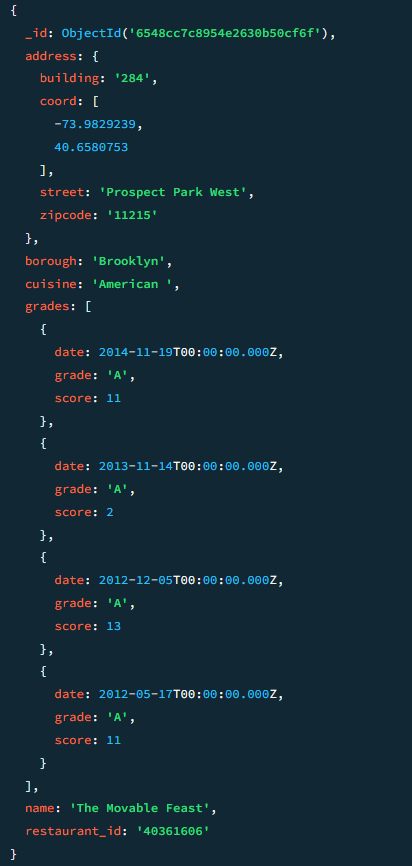 {
  _id: ObjectId('6548cc7c8954e2630b50cf6f'),
  address: {
    building: '284',
    coord: [
      -73.9829239,
      40.6580753
    ],
    street: 'Prospect Park West',
    zipcode: '11215'
  },
  borough: 'Brooklyn',
  cuisine: 'American ',
  grades: [
    {
      date: 2014-11-19T00:00:00.000Z,
      grade: 'A',
      score: 11
    },
    {
      date: 2013-11-14T00:00:00.000Z,
      grade: 'A',
      score: 2
    },
    {
      date: 2012-12-05T00:00:00.000Z,
      grade: 'A',
      score: 13
    },
    {
      date: 2012-05-17T00:00:00.000Z,
      grade: 'A',
      score: 11
    }
  ],
  name: 'The Movable Feast',
  restaurant_id: '40361606'
}